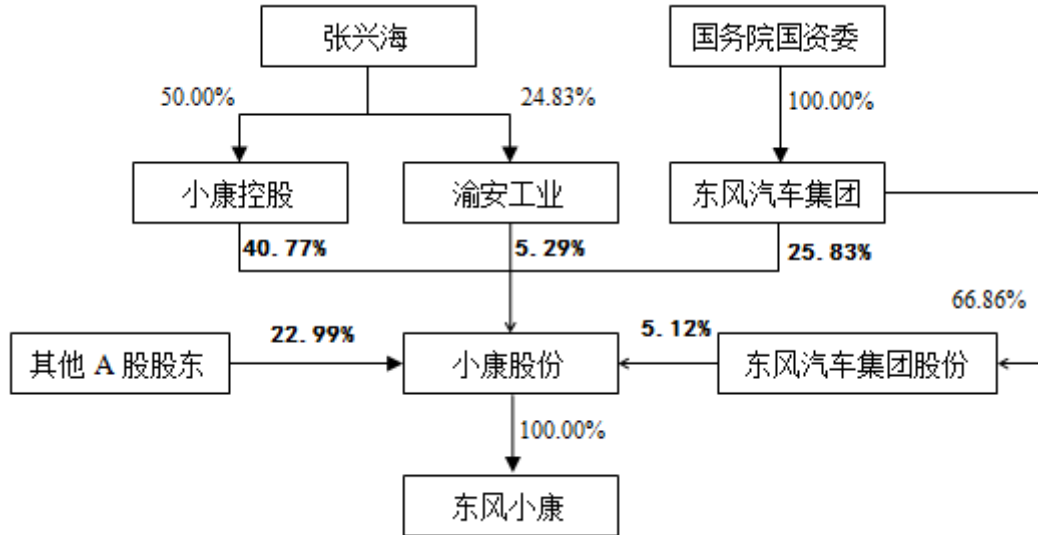 张兴海
国务院国资委
50.00%
24.83%
100.00%
小康控股
渝安工业
东风汽车集团
40.77%
5.29%
25.83%
66.86%
22.99%
5.12%
其他 A 股股东
小康股份
东风汽车集团股份
100.00%
东风小康